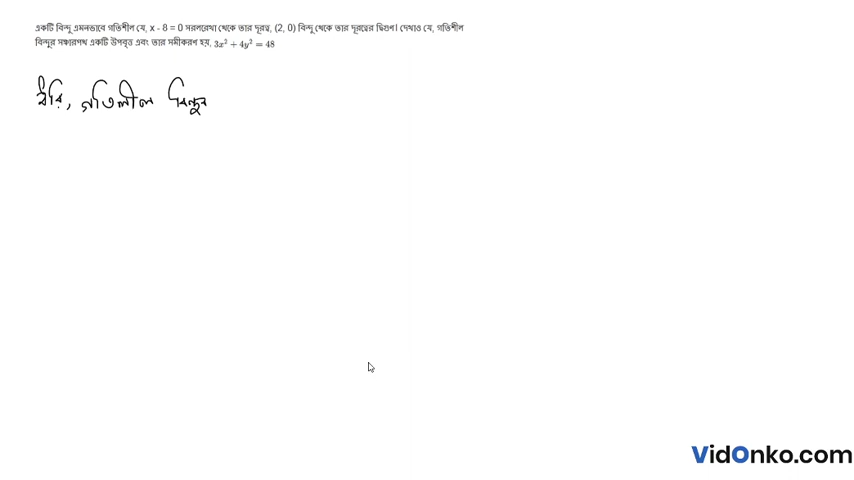 একটি বিন্দু এমনভাবে গতিশীল যে, x - 8 = 0 সরলরেখা থেকে তার দূরত্ব, (2, 0) বিন্দু থেকে তার দূরত্বের দ্বিগুণ। দেখাও যে, গতিশীল
বিন্দুর সঞ্চারপথ একটি উপবৃত্ত এবং তার সমীকরণ হয়, 3x² + 4y² = 48
ধরি, গতিশীল বিন্দুর
VidOnko.com